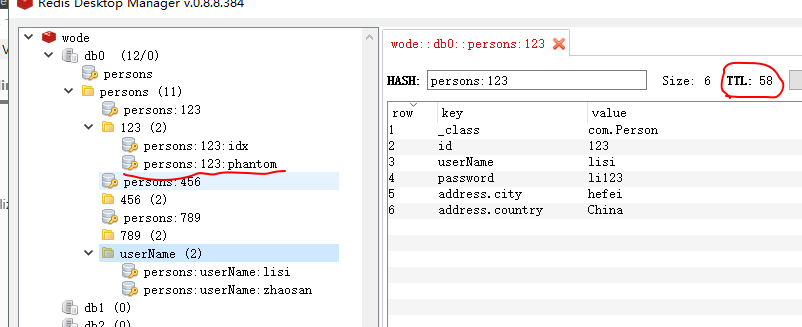 Redis Desktop Manager v.0.8.8.384
wode
db0 (12/0)
persons
persons (11)
persons:123
123 (2)
persons:123:idx
persons:123:phantom
persons:456
456 (2)
persons:789
789 (2)
userName (2)
persons:userName:lisi
persons:userName:zhaosan
db1 (0)
db2 (0)
wode::db0::persons:123
HASH: persons:123 Size: 6 TTL: 58
row key value
1 _class com.Person
2 id 123
3 userName lisi
4 password li123
5 address.city hefei
6 address.country China